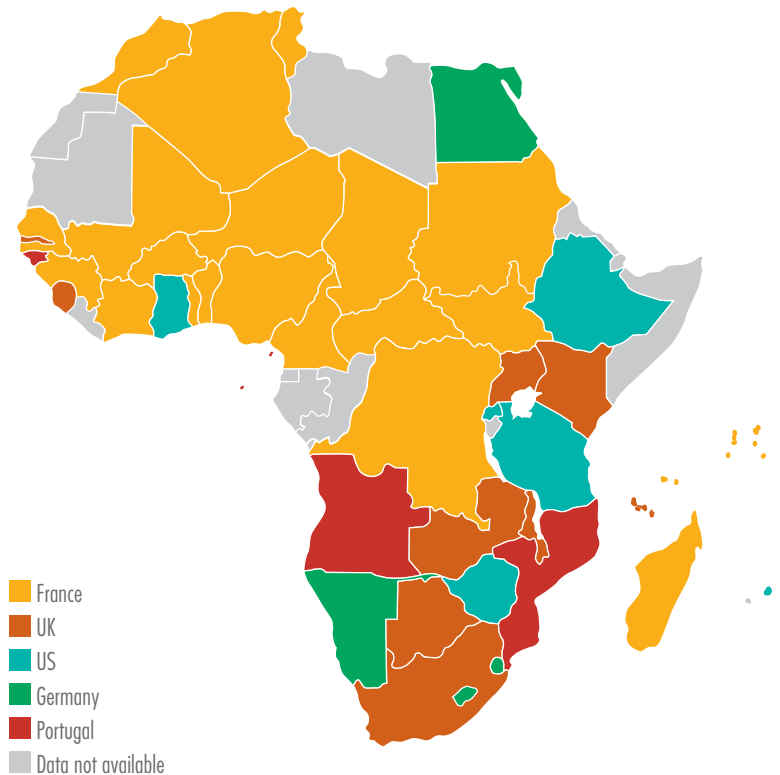 France
UK
US
Germany
Portugal
Data not available